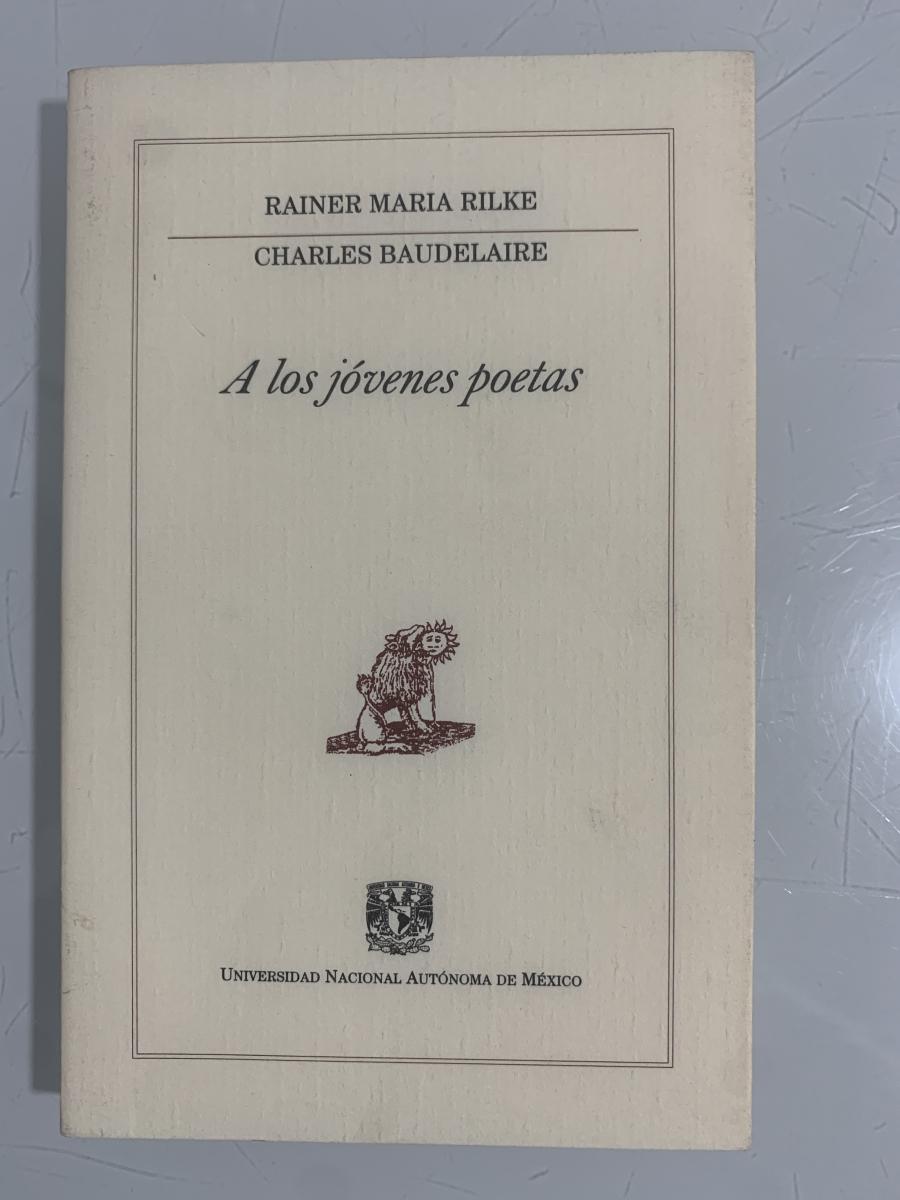 RAINER MARIA RILKE
CHARLES BAUDELAIRE
A los jóvenes poetas
UNIVERSIDAD NACIONAL AUTÓNOMA DE MÉXICO